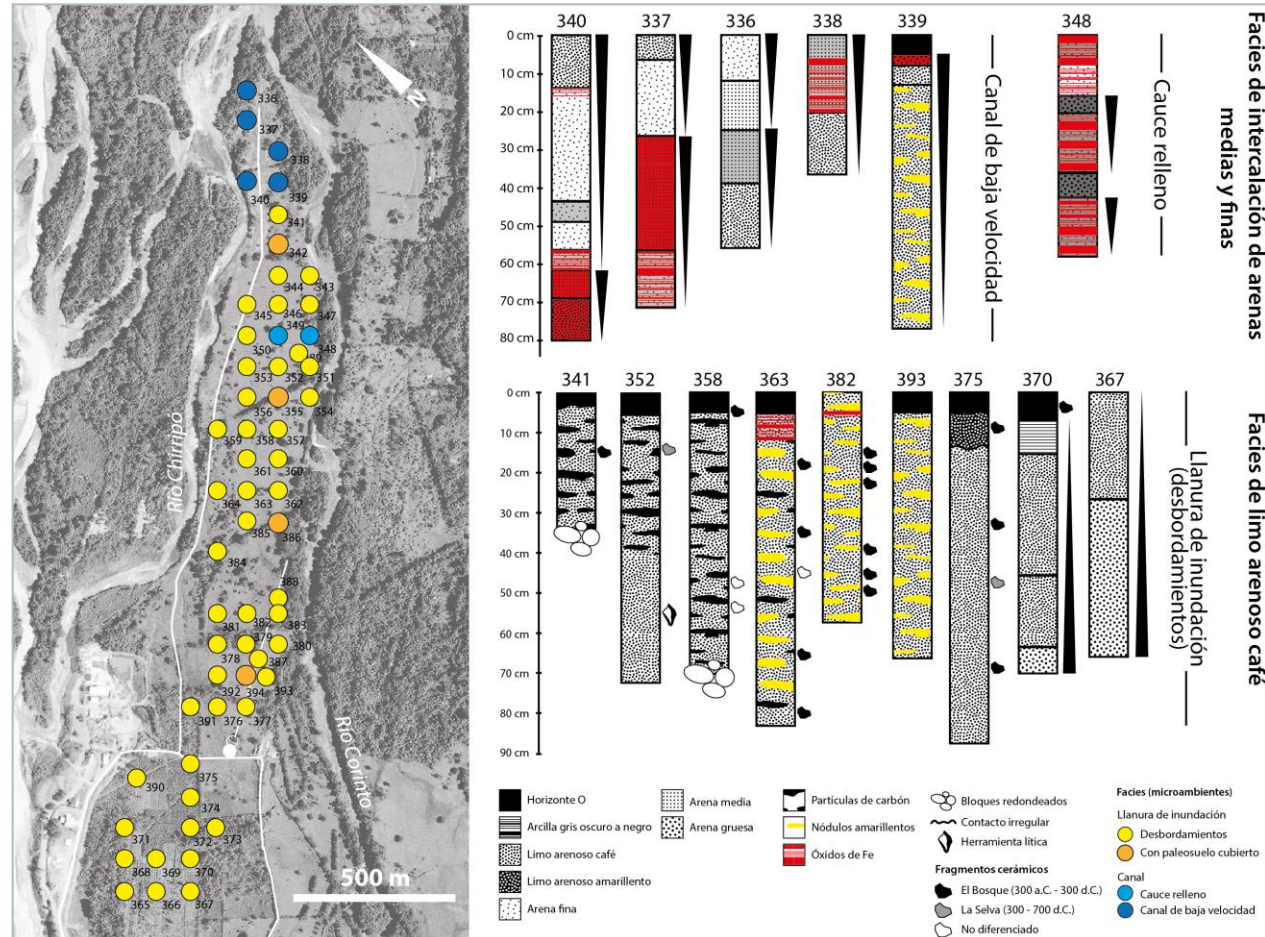 336
337
338
340
339
341
342
344
343
345
346
347
349
350
348
89
353
352
351
356
355
354
359
358
357
361
360
364
363
362
385
386
384
388
381
382
383
379
378
380
387
392
394
393
391
376
377
375
390
374
371
372
373
368
369
370
365
366
367
Río Chirripo
Río Corinto
N
500 m
340
337
336
338
339
348
0 cm
10 cm
20 cm
30 cm
40 cm
50 cm
60 cm
70 cm
80 cm
Canal de baja velocidad
Cauce relleno
Facies de intercalación de arenas
medias y finas
341
352
358
363
382
393
375
370
367
0 cm
10 cm
20 cm
30 cm
40 cm
50 cm
60 cm
70 cm
80 cm
90 cm
Llanura de inundación
(desbordamientos)
Facies de limo arenoso café
Horizonte O
Arcilla gris oscuro a negro
Limo arenoso café
Limo arenoso amarillento
Arena fina
Arena media
Arena gruesa
Partículas de carbón
Nódulos amarillentos
Óxidos de Fe
Bloques redondeados
Contacto irregular
Herramienta lítica
Fragmentos cerámicos
El Bosque (300 a.C. - 300 d.C.)
La Selva (300 - 700 d.C.)
No diferenciado
Facies (microambientes)
Llanura de inundación
Desbordamientos
Con paleosuelo cubierto
Canal
Cauce relleno
Canal de baja velocidad